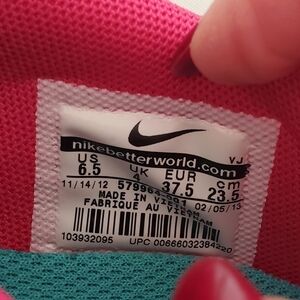 nikebetterworld.com VJ
US UK EUR cm
6.5 4 37.5 23.5
11/14/12 02/05/13
MADE IN VIETNAM
FABRIQUE AU VIETNAM
103932095 UPC 00666032384220